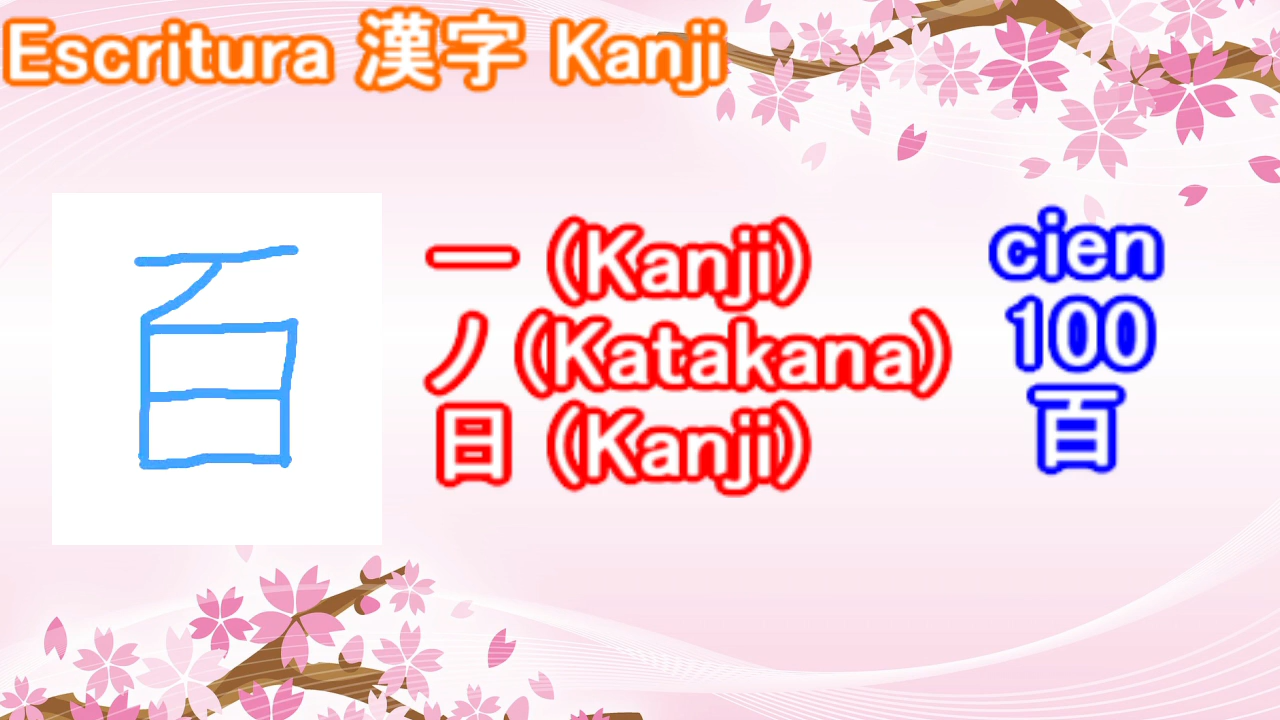 Escritura 漢字 Kanji
百
一 (Kanji)
ノ (Katakana)
日 (Kanji)
cien
100
百